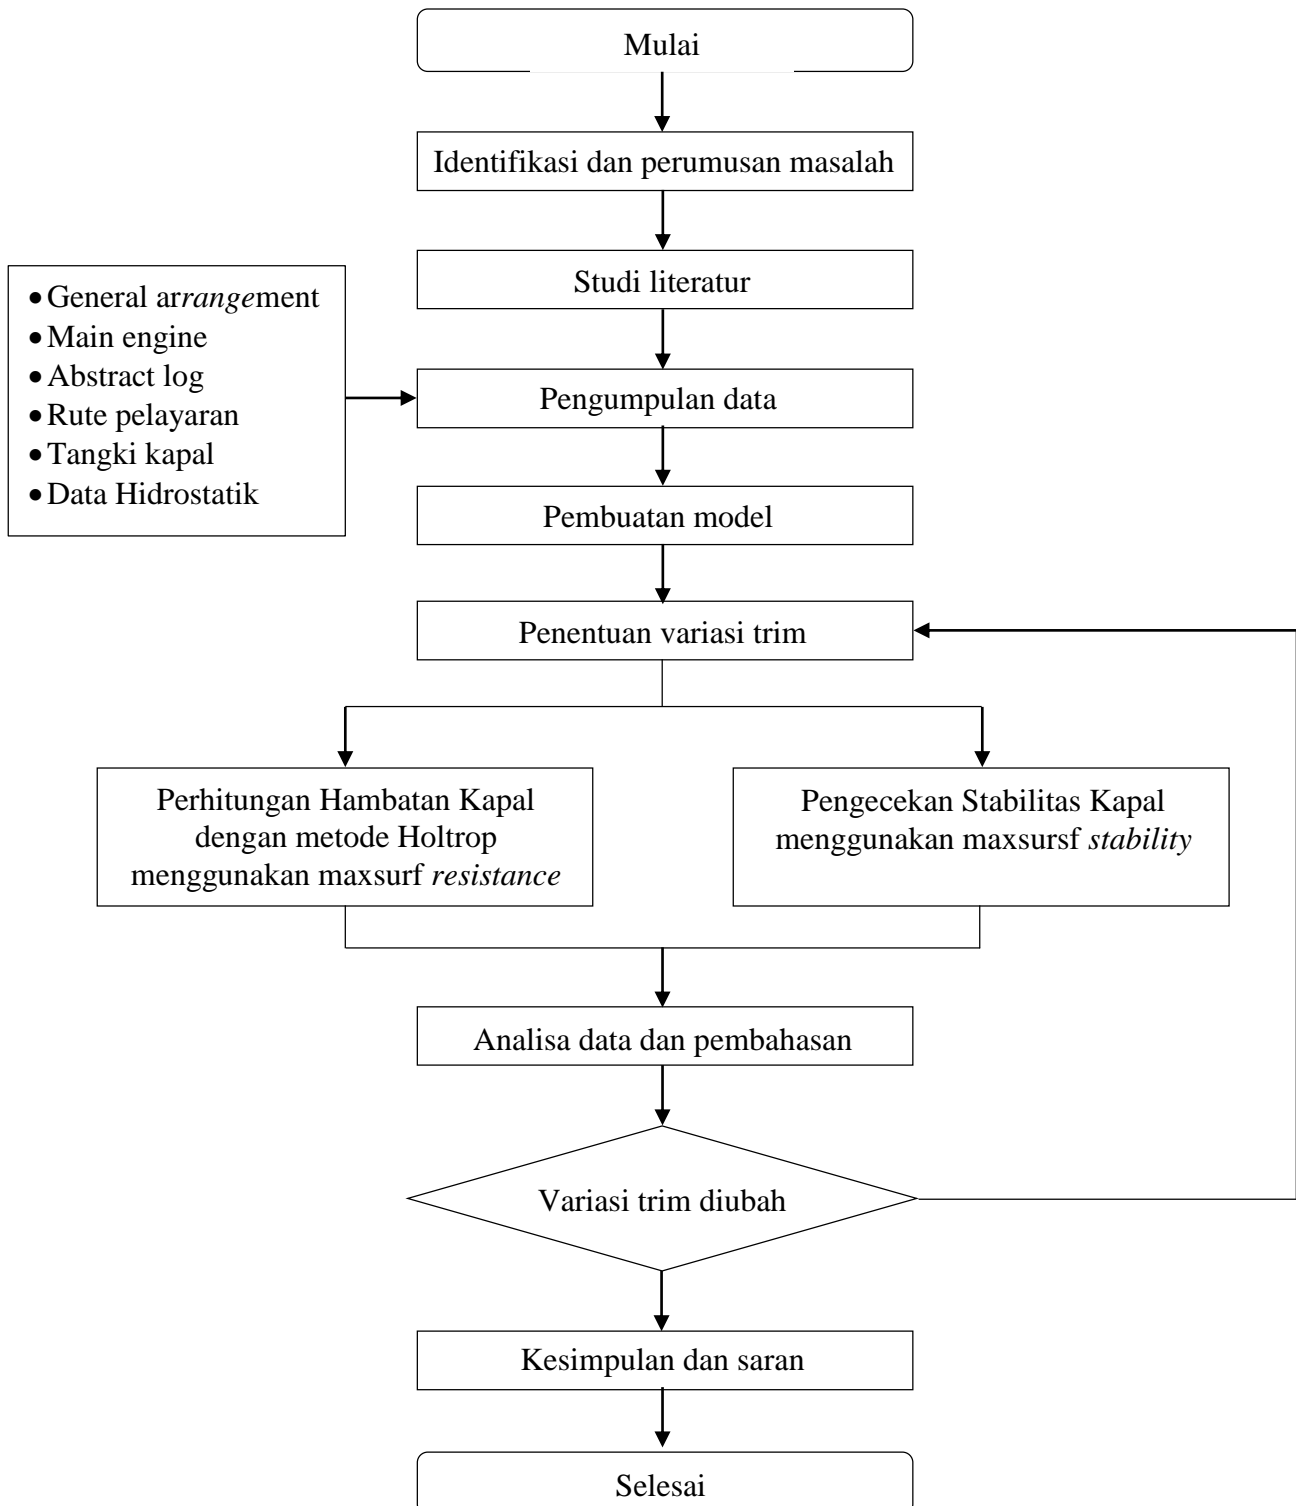 Mulai
Identifikasi dan perumusan masalah
Studi literatur
• General arrangement
• Main engine
• Abstract log
• Rute pelayaran
• Tangki kapal
• Data Hidrostatik
Pengumpulan data
Pembuatan model
Penentuan variasi trim
Perhitungan Hambatan Kapal
dengan metode Holtrop
menggunakan maxsurf resistance
Pengecekan Stabilitas Kapal
menggunakan maxsursf stability
Analisa data dan pembahasan
Variasi trim diubah
Kesimpulan dan saran
Selesai